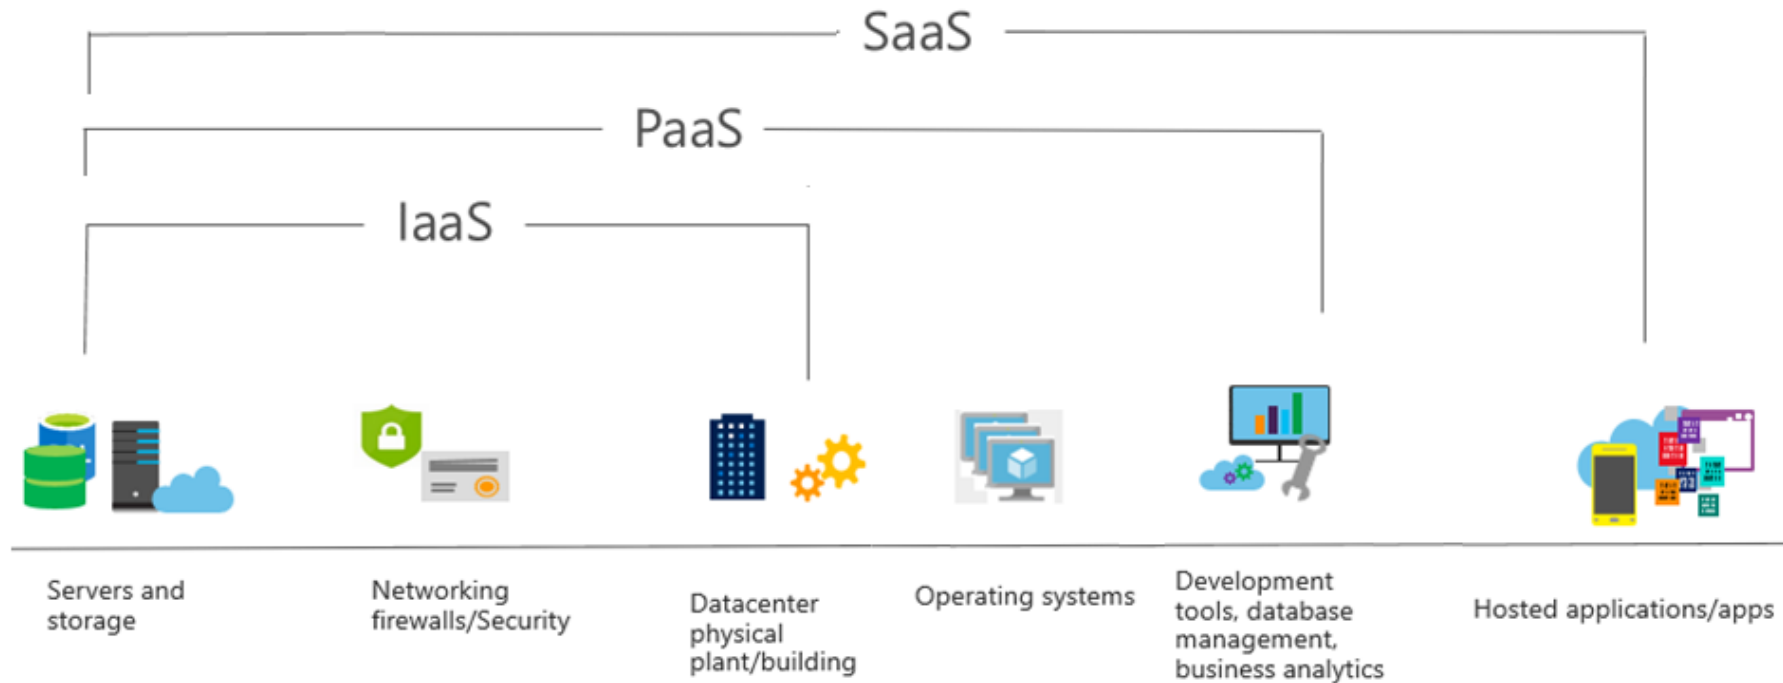 SaaS
PaaS
IaaS
Servers and
storage
Networking
firewalls/Security
Datacenter
physical
plant/building
Operating systems
Development
tools, database
management,
business analytics
Hosted applications/apps